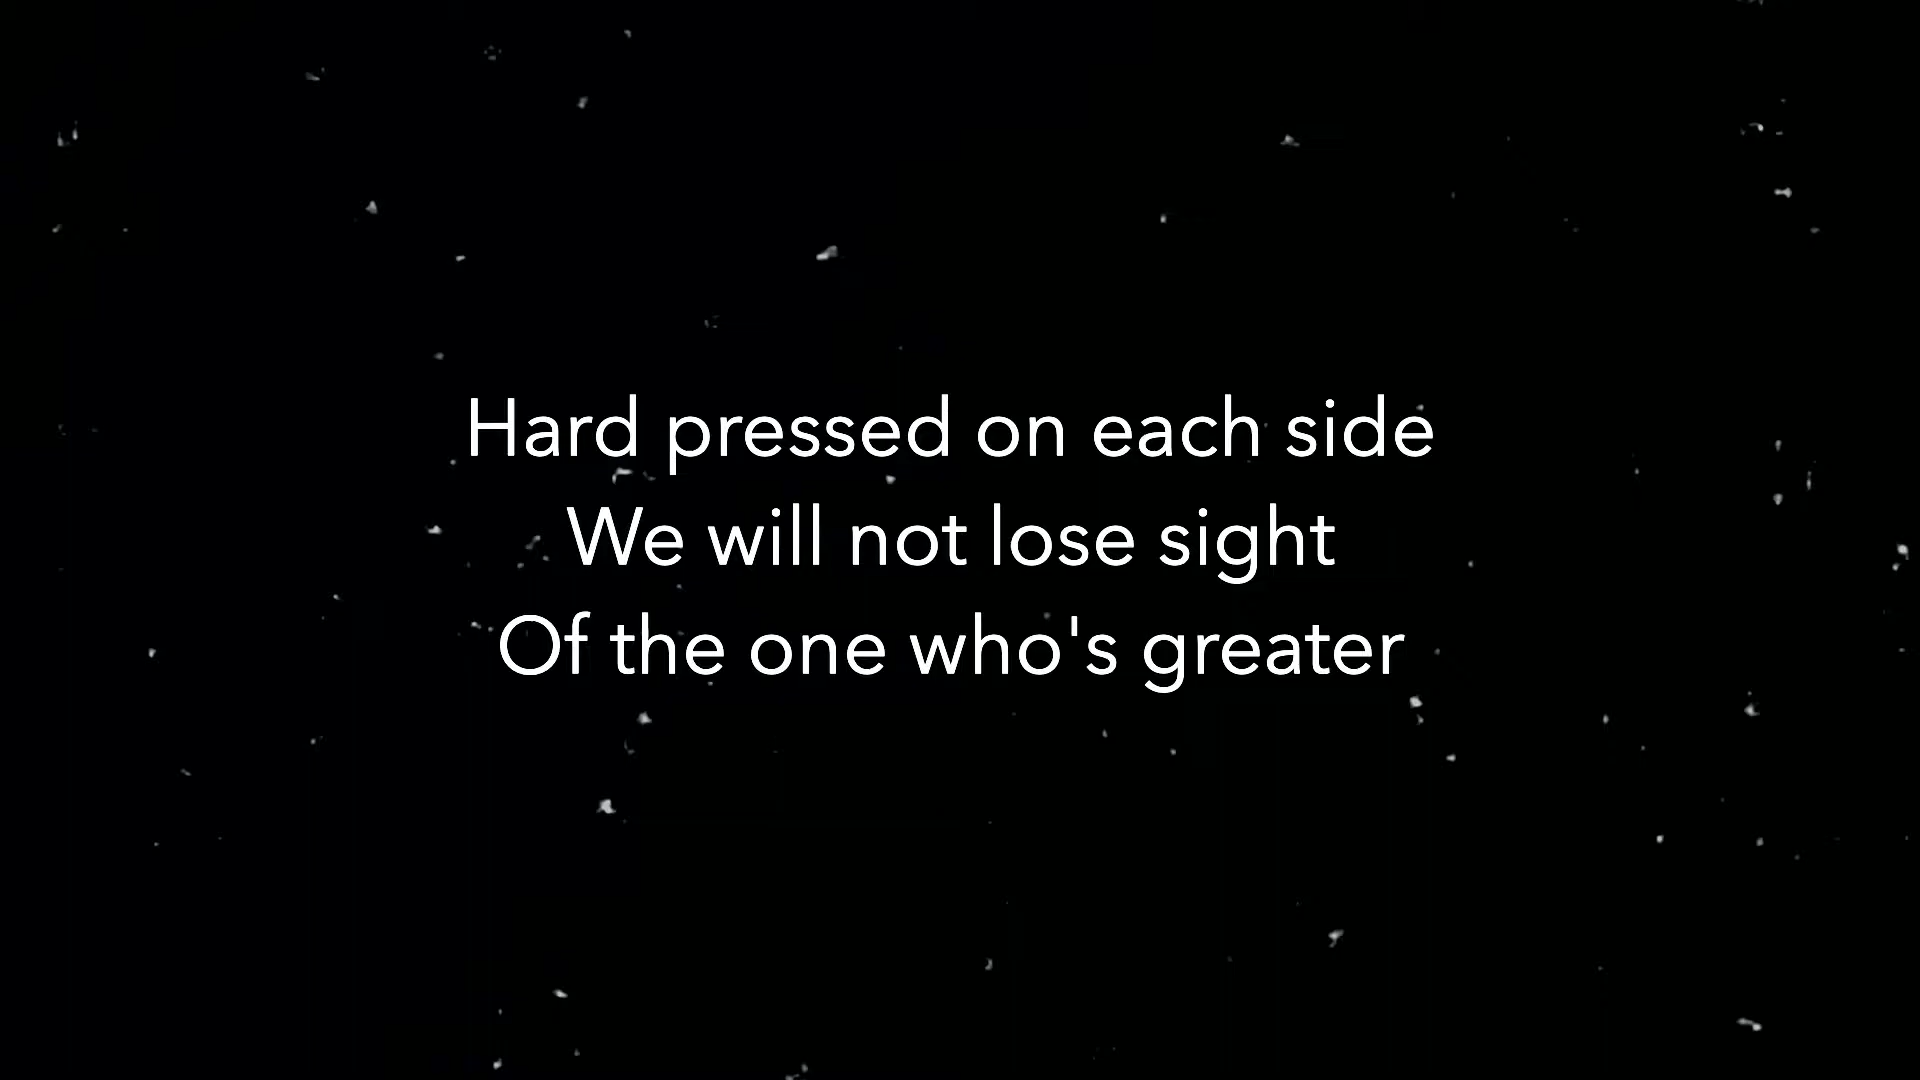 Hard pressed on each side
We will not lose sight
Of the one who's greater